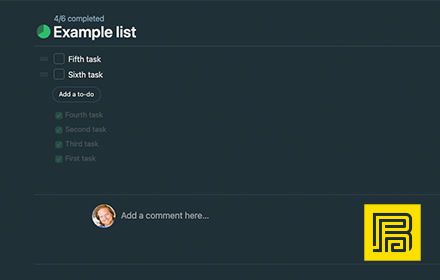 4/6 completed
Example list
Fifth task
Sixth task
Add a to-do
Fourth task
Second task
Third task
First task
Add a comment here...